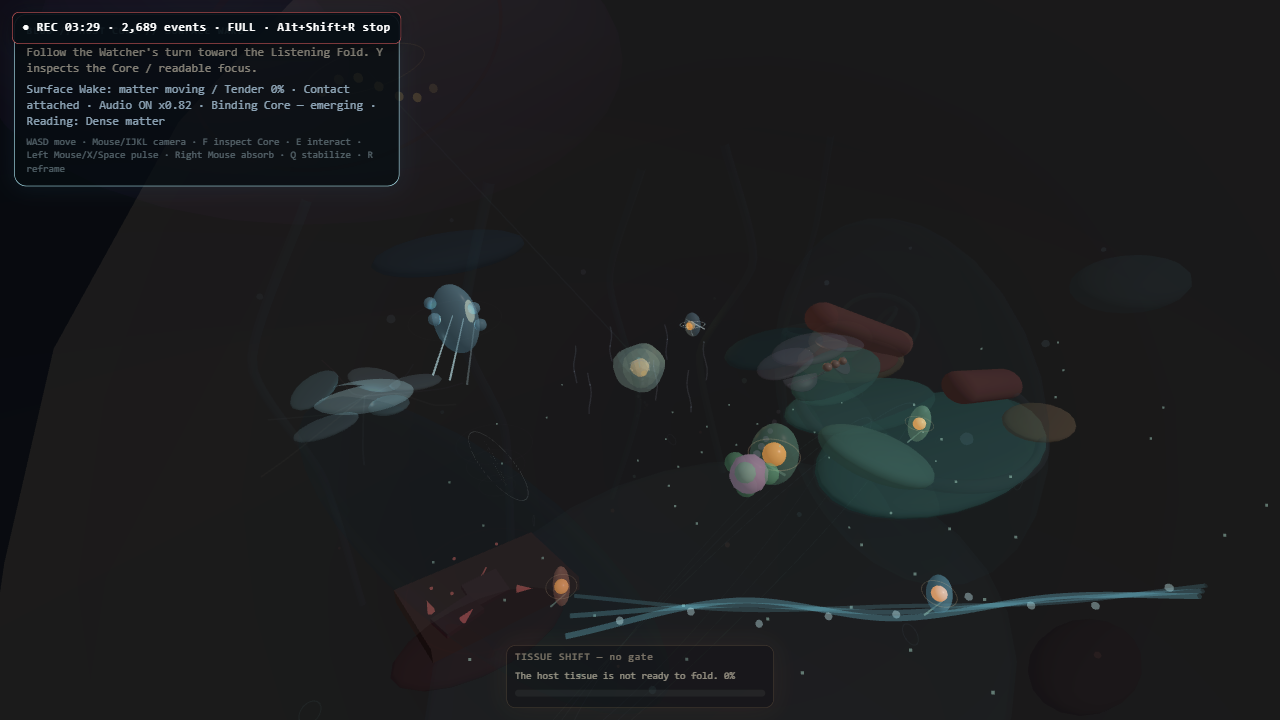 ● REC 03:29 · 2,689 events · FULL · Alt+Shift+R stop
Follow the Watcher's turn toward the Listening Fold. Y
inspects the Core / readable focus.
Surface Wake: matter moving / Tender 0% · Contact
attached · Audio ON x0.82 · Binding Core — emerging ·
Reading: Dense matter
WASD move · Mouse/IJKL camera · F inspect Core · E interact ·
Left Mouse/X/Space pulse · Right Mouse absorb · Q stabilize · R
reframe
TISSUE SHIFT — no gate
The host tissue is not ready to fold. 0%